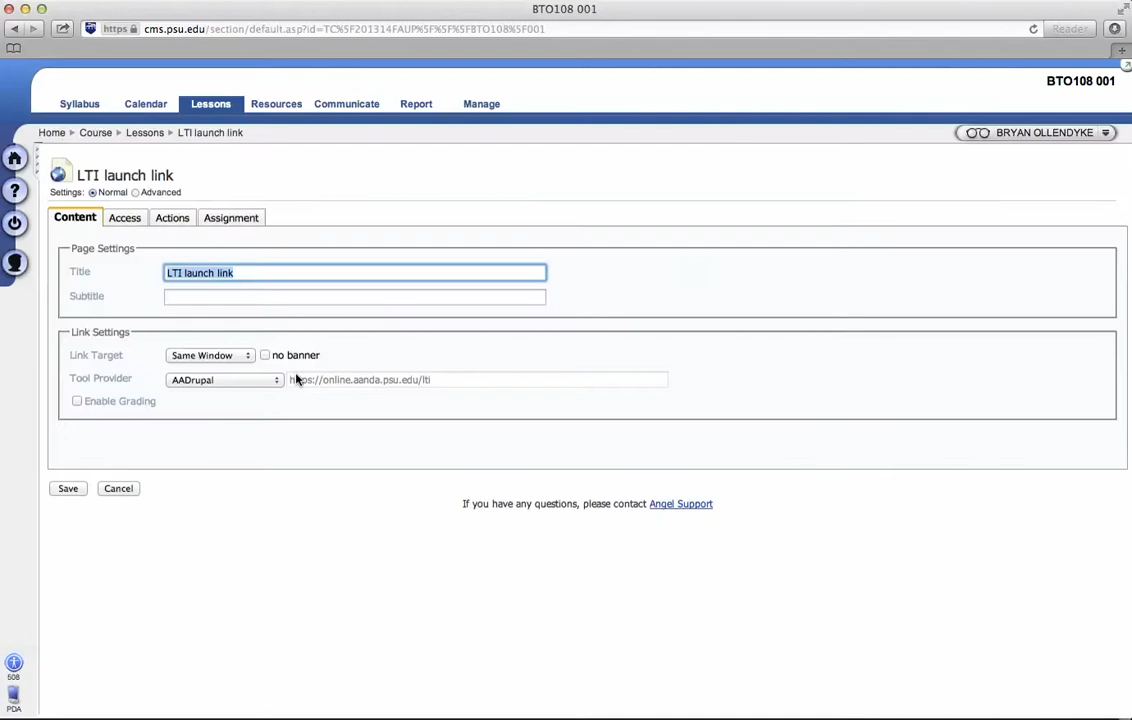 BTO108 001
https cms.psu.edu/section/default.asp?id=TC%5F201314FAUP%5F%5F%5FBTO108%5F001 Reader
BTO108 001
Syllabus Calendar Lessons Resources Communicate Report Manage
Home Course Lessons LTI launch link BRYAN OLLENDYKE
LTI launch link
Settings: Normal Advanced
Content Access Actions Assignment
Page Settings
Title LTI launch link
Subtitle
Link Settings
Link Target Same Window no banner
Tool Provider AADrupal https://online.aanda.psu.edu/lti
Enable Grading
Save Cancel
If you have any questions, please contact Angel Support
508
PDA